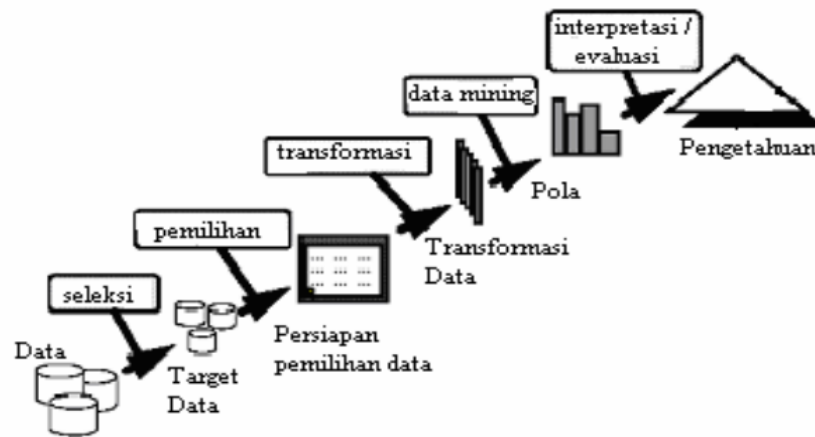 interpretasi /
evaluasi
data mining
Pengetahuan
transformasi
Pola
pemilihan
Transformasi
Data
seleksi
Persiapan
pemilihan data
Data
Target
Data